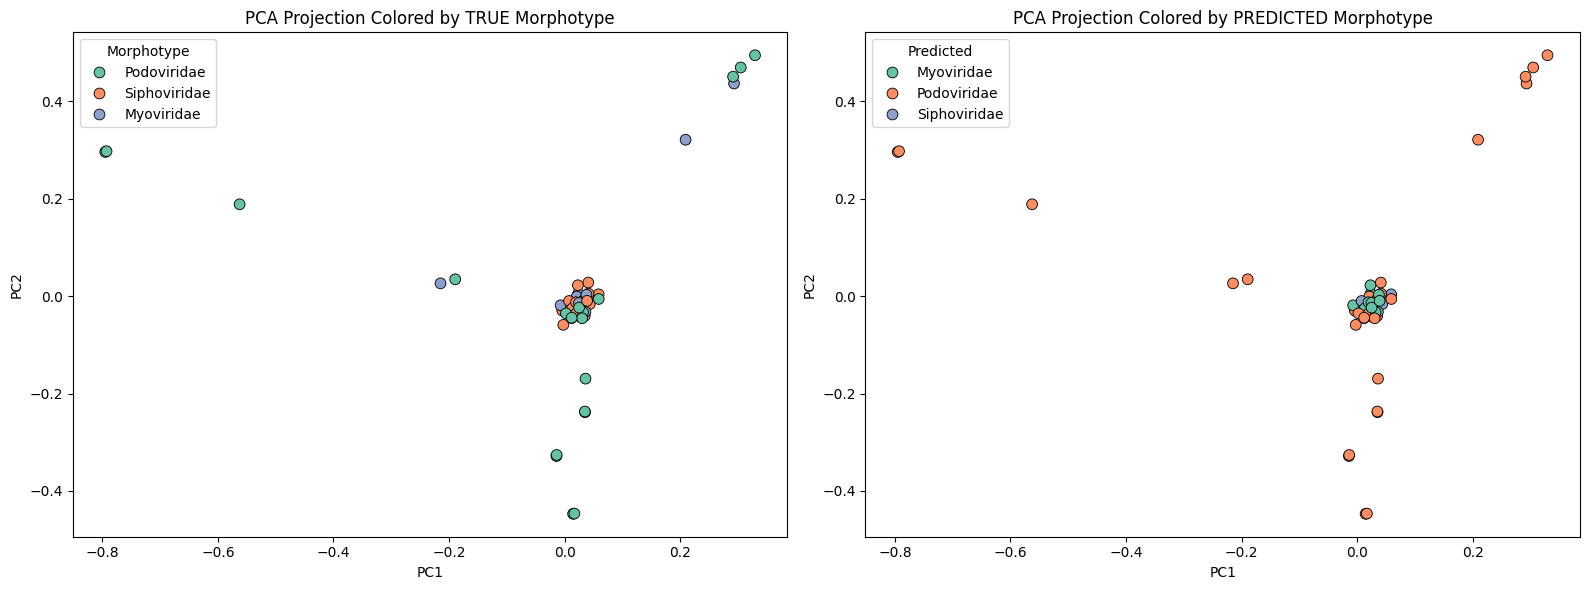 PCA Projection Colored by TRUE Morphotype
Morphotype
Podoviridae
Siphoviridae
Myoviridae
0.4
0.2
0.0
−0.2
−0.4
PC2
−0.8
−0.6
−0.4
−0.2
0.0
0.2
PC1
PCA Projection Colored by PREDICTED Morphotype
Predicted
Myoviridae
Podoviridae
Siphoviridae
0.4
0.2
0.0
−0.2
−0.4
PC2
−0.8
−0.6
−0.4
−0.2
0.0
0.2
PC1